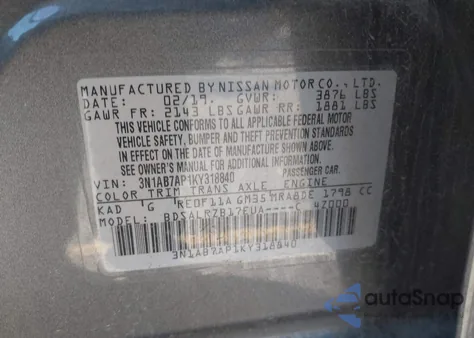 MANUFACTURED BY NISSAN MOTOR CO., LTD.
DATE: 02/19. GVWR: 3876 LBS
GAWR FR: 2143 LBS GAWR RR: 1881 LBS
THIS VEHICLE CONFORMS TO ALL APPLICABLE FEDERAL MOTOR
VEHICLE SAFETY, BUMPER AND THEFT PREVENTION STANDARDS
IN EFFECT ON THE DATE OF MANUFACTURE SHOWN ABOVE.
SEE OWNER'S MANUAL FOR ADDITIONAL INFORMATION
PASSENGER CAR.
VIN: 3N1AB7AP1KY318840
COLOR TRIM TRANS AXLE ENGINE
KAD G RE0F11A GM35 MRA8DE 1798 CC
MODEL: BDSALRZB17EUA----C 42000
3N1AB7AP1KY318840
autoSnap